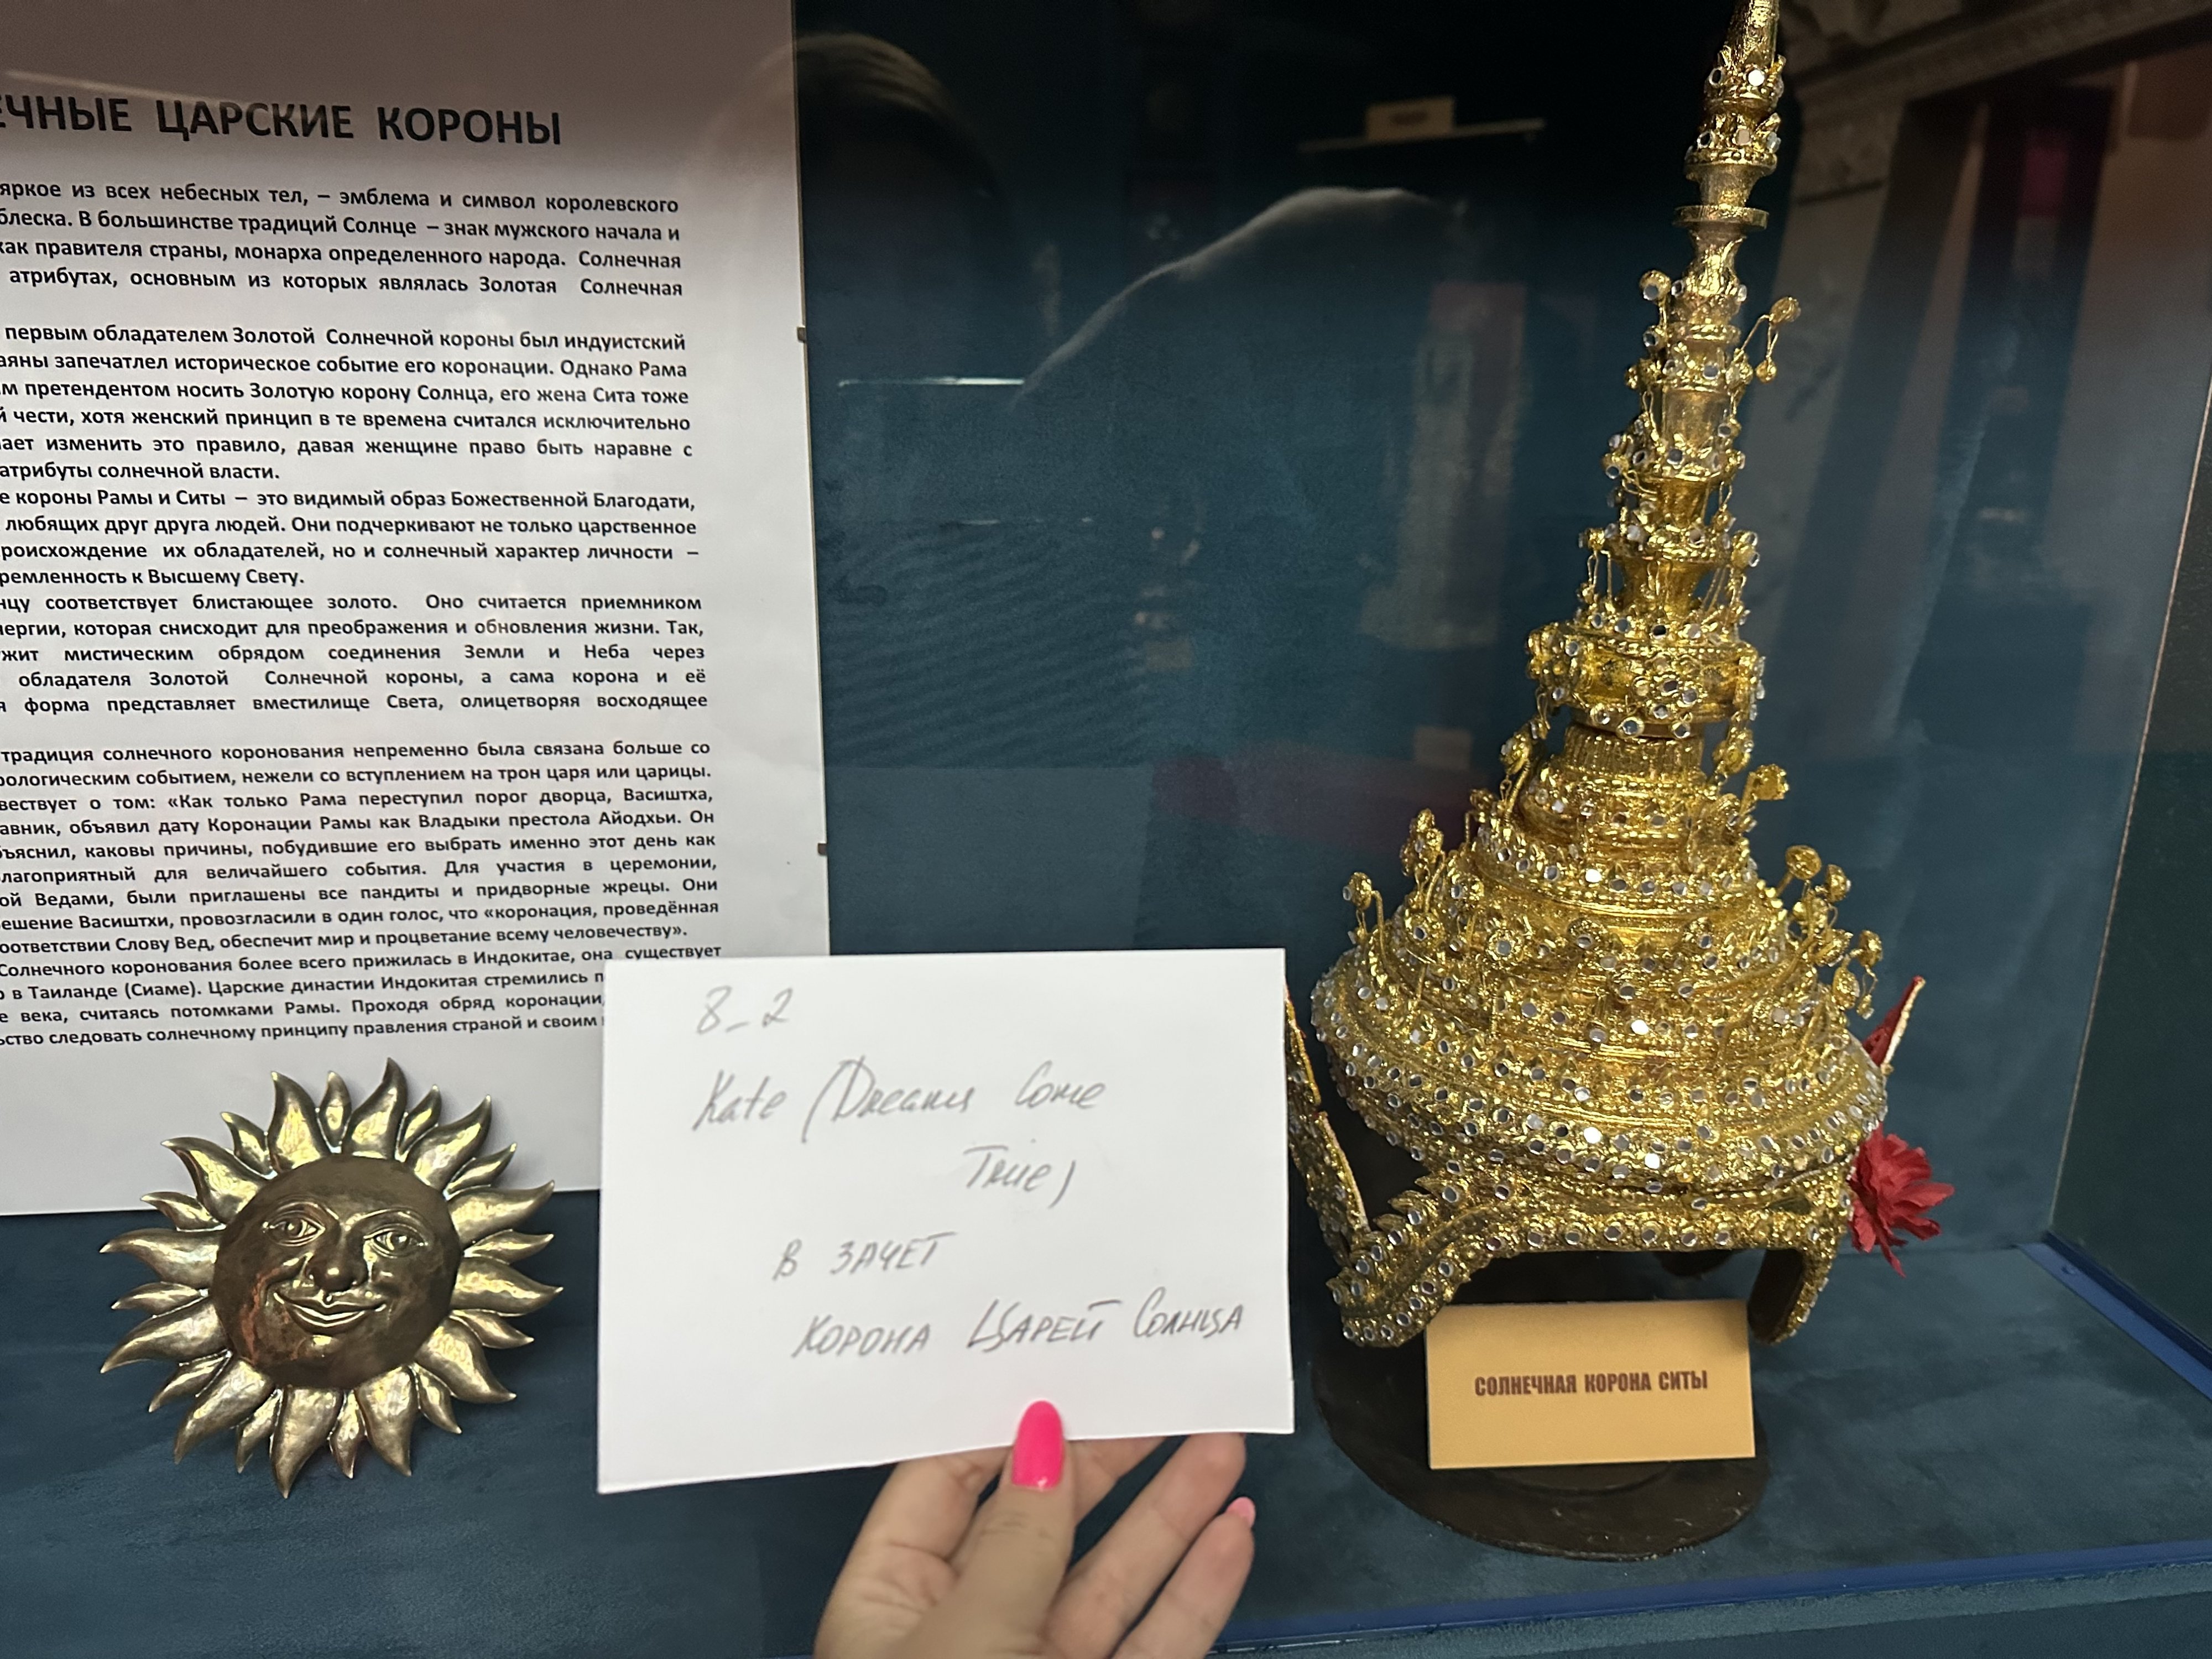 ЕЧНЫЕ ЦАРСКИЕ КОРОНЫ
яркое из всех небесных тел, – эмблема и символ королевского
блеска. В большинстве традиций Солнце – знак мужского начала и
как правителя страны, монарха определенного народа. Солнечная
атрибутах, основным из которых являлась Золотая Солнечная
первым обладателем Золотой Солнечной короны был индуистский
аяны запечатлел историческое событие его коронации. Однако Рама
м претендентом носить Золотую корону Солнца, его жена Сита тоже
й чести, хотя женский принцип в те времена считался исключительно
ает изменить это правило, давая женщине право быть наравне с
атрибуты солнечной власти.
е короны Рамы и Ситы – это видимый образ Божественной Благодати,
любящих друг друга людей. Они подчеркивают не только царственное
роисхождение их обладателей, но и солнечный характер личности –
ремленность к Высшему Свету.
нцу соответствует блистающее золото. Оно считается приемником
нергии, которая снисходит для преображения и обновления жизни. Так,
жит мистическим обрядом соединения Земли и Неба через
обладателя Золотой Солнечной короны, а сама корона и её
я форма представляет вместилище Света, олицетворяя восходящее
традиция солнечного коронования непременно была связана больше со
рологическим событием, нежели со вступлением на трон царя или царицы.
вествует о том: «Как только Рама переступил порог дворца, Васиштха,
авник, объявил дату Коронации Рамы как Владыки престола Айодхьи. Он
бъяснил, каковы причины, побудившие его выбрать именно этот день как
лагоприятный для величайшего события. Для участия в церемонии,
ой Ведами, были приглашены все пандиты и придворные жрецы. Они
ешение Васиштхи, провозгласили в один голос, что «коронация, проведённая
оответствии Слову Вед, обеспечит мир и процветание всему человечеству».
Солнечного коронования более всего прижилась в Индокитае, она существует
о в Таиланде (Сиаме). Царские династии Индокитая стремились п
е века, считаясь потомками Рамы. Проходя обряд коронации,
ьство следовать солнечному принципу правления страной и своим
8_2
Kate (Dreams Come
True)
В ЗАЧЕТ
КОРОНА ЦАРЕЙ СОЛНЦА
СОЛНЕЧНАЯ КОРОНА СИТЫ